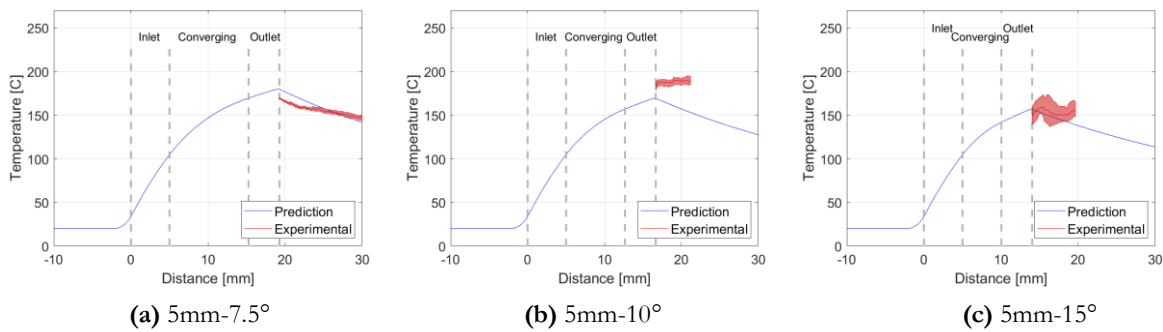 250
200
150
100
50
0
Temperature [C]
Inlet
Converging
Outlet
Prediction
Experimental
-10 0 10 20 30
Distance [mm]
(a) 5mm-7.5°
250
200
150
100
50
0
Temperature [C]
Inlet
Converging
Outlet
Prediction
Experimental
-10 0 10 20 30
Distance [mm]
(b) 5mm-10°
250
200
150
100
50
0
Temperature [C]
Inlet
Outlet
Converging
Prediction
Experimental
-10 0 10 20 30
Distance [mm]
(c) 5mm-15°